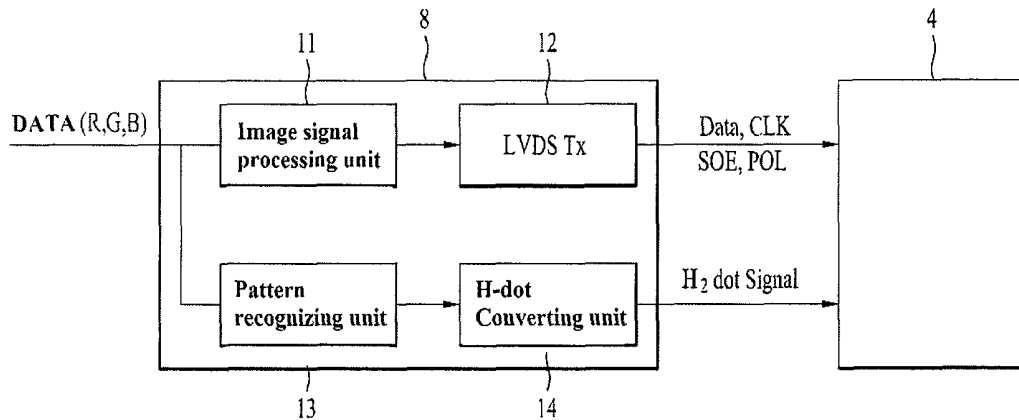 11
8
12
4
DATA (R,G,B)
Image signal
processing unit
LVDS Tx
Data, CLK
SOE, POL
Pattern
recognizing unit
H-dot
Converting unit
H₂ dot Signal
13
14